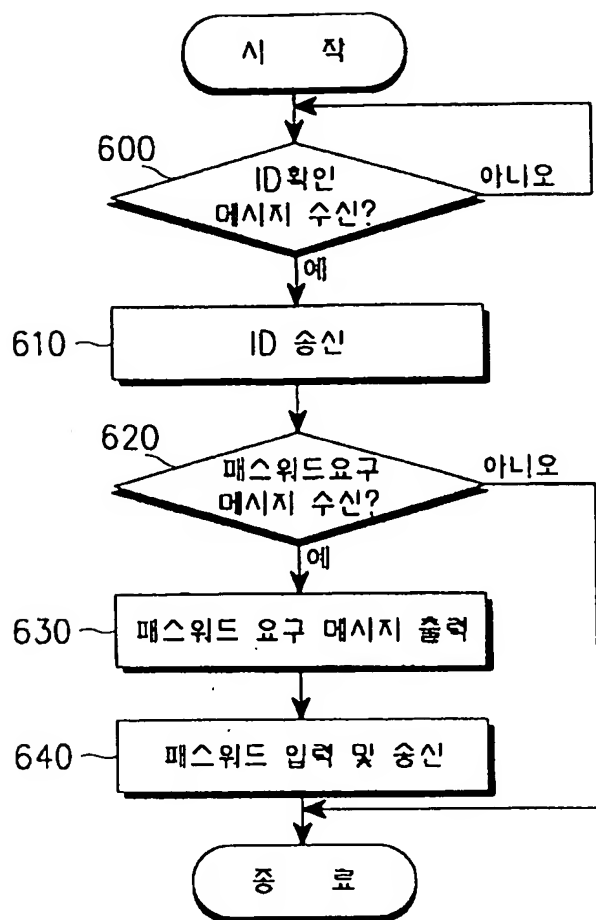 시 작
600
ID확인
메시지 수신?
아니오
예
610
ID 송신
620
패스워드요구
메시지 수신?
아니오
예
630
패스워드 요구 메시지 출력
640
패스워드 입력 및 송신
종 료